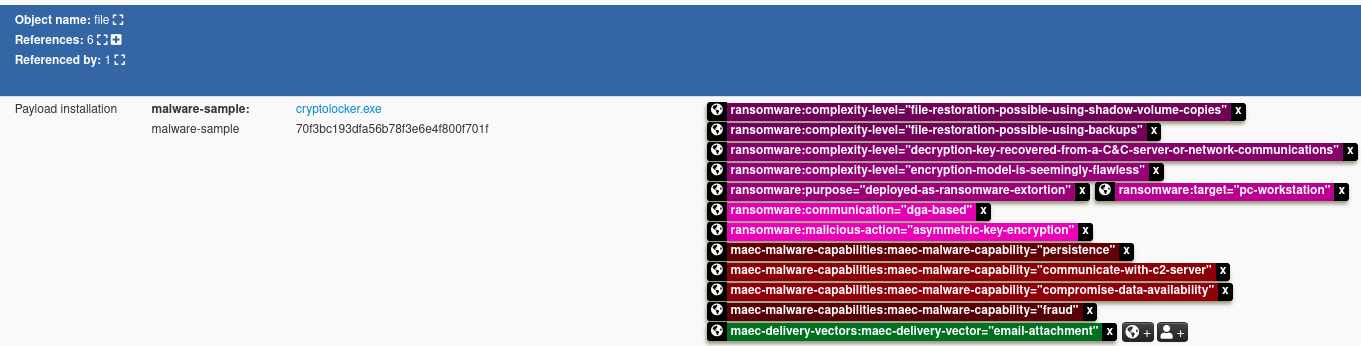 Object name: file
References: 6
Referenced by: 1
Payload installation malware-sample: cryptolocker.exe ransomware:complexity-level="file-restoration-possible-using-shadow-volume-copies" x
malware-sample 70f3bc193dfa56b78f3e6e4f800f701f ransomware:complexity-level="file-restoration-possible-using-backups" x
ransomware:complexity-level="decryption-key-recovered-from-a-C&C-server-or-network-communications" x
ransomware:complexity-level="encryption-model-is-seemingly-flawless" x
ransomware:purpose="deployed-as-ransomware-extortion" x ransomware:target="pc-workstation" x
ransomware:communication="dga-based" x
ransomware:malicious-action="asymmetric-key-encryption" x
maec-malware-capabilities:maec-malware-capability="persistence" x
maec-malware-capabilities:maec-malware-capability="communicate-with-c2-server" x
maec-malware-capabilities:maec-malware-capability="compromise-data-availability" x
maec-malware-capabilities:maec-malware-capability="fraud" x
maec-delivery-vectors:maec-delivery-vector="email-attachment" x + +